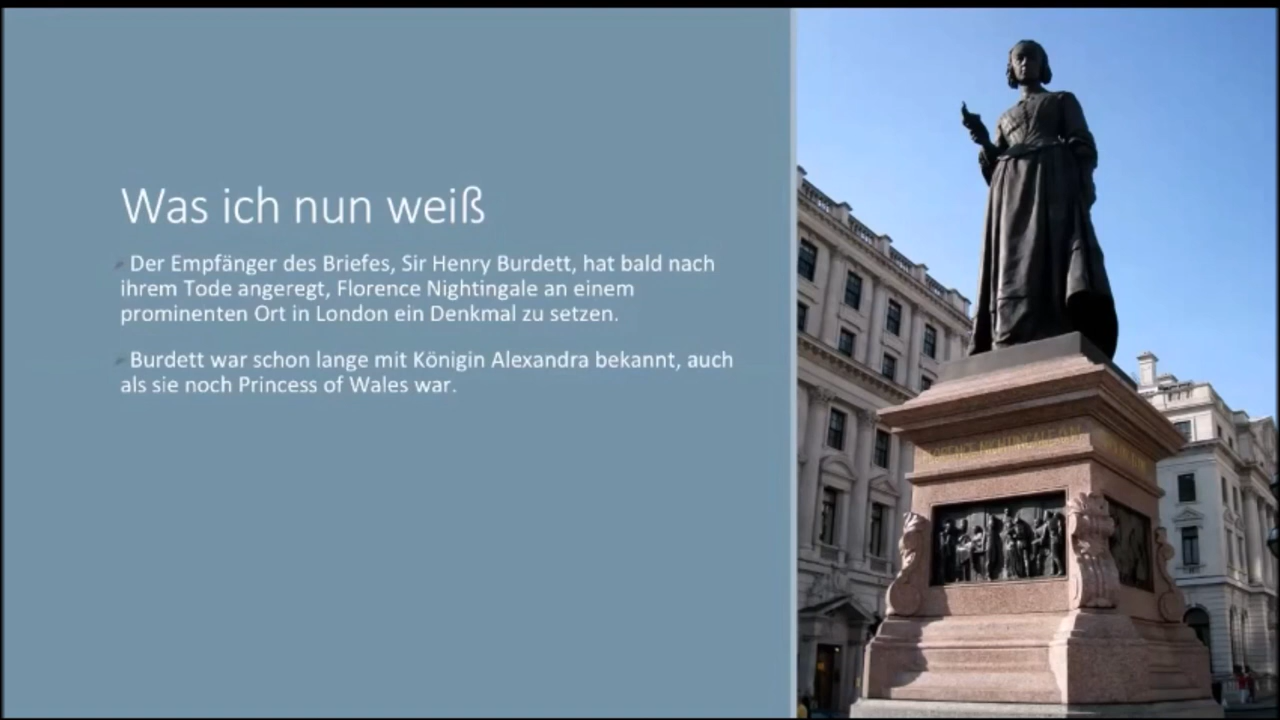 Was ich nun weiß
Der Empfänger des Briefes, Sir Henry Burdett, hat bald nach
ihrem Tode angeregt, Florence Nightingale an einem
prominenten Ort in London ein Denkmal zu setzen.
Burdett war schon lange mit Königin Alexandra bekannt, auch
als sie noch Princess of Wales war.